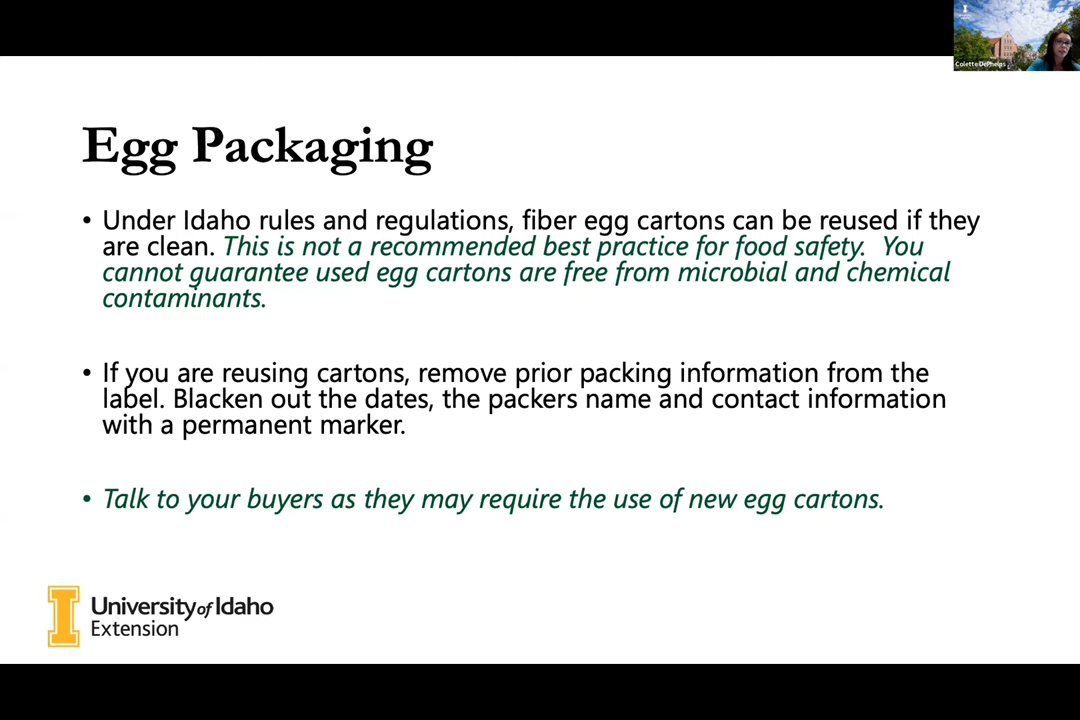 Colette DePhelps
Egg Packaging
• Under Idaho rules and regulations, fiber egg cartons can be reused if they
are clean. This is not a recommended best practice for food safety.  You
cannot guarantee used egg cartons are free from microbial and chemical
contaminants.
• If you are reusing cartons, remove prior packing information from the
label. Blacken out the dates, the packers name and contact information
with a permanent marker.
• Talk to your buyers as they may require the use of new egg cartons.
University of Idaho
Extension